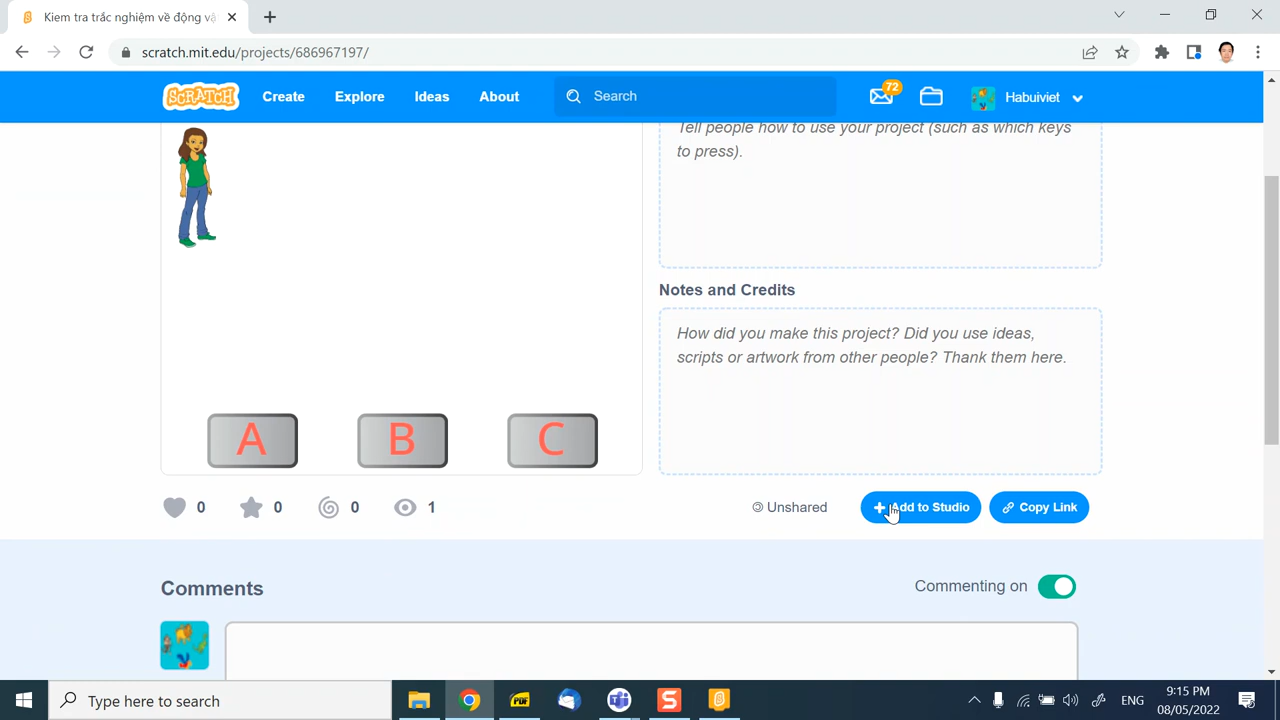 Kiem tra trắc nghiệm về động vậ
scratch.mit.edu/projects/686967197/
SCRATCH
Create
Explore
Ideas
About
Search
72
Habuiviet
Tell people how to use your project (such as which keys
to press).
Notes and Credits
How did you make this project? Did you use ideas,
scripts or artwork from other people? Thank them here.
A
B
C
0
0
0
1
Unshared
Add to Studio
Copy Link
Comments
Commenting on
Type here to search
PDF
S
ENG
9:15 PM
08/05/2022